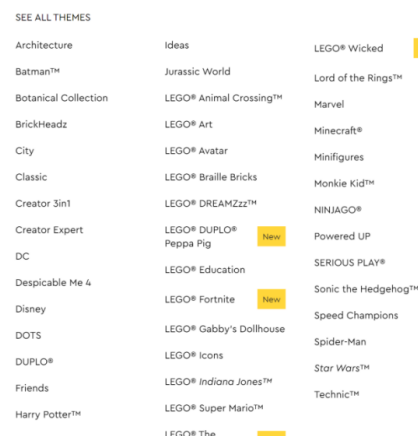 SEE ALL THEMES
Architecture
Batman™
Botanical Collection
BrickHeadz
City
Classic
Creator 3in1
Creator Expert
DC
Despicable Me 4
Disney
DOTS
DUPLO®
Friends
Harry Potter™
Ideas
Jurassic World
LEGO® Animal Crossing™
LEGO® Art
LEGO® Avatar
LEGO® Braille Bricks
LEGO® DREAMZzz™
LEGO® DUPLO®
Peppa Pig
New
LEGO® Education
LEGO® Fortnite
New
LEGO® Gabby's Dollhouse
LEGO® Icons
LEGO® Indiana Jones™
LEGO® Super Mario™
LEGO® The
LEGO® Wicked
Lord of the Rings™
Marvel
Minecraft®
Minifigures
Monkie Kid™
NINJAGO®
Powered UP
SERIOUS PLAY®
Sonic the Hedgehog™
Speed Champions
Spider-Man
Star Wars™
Technic™